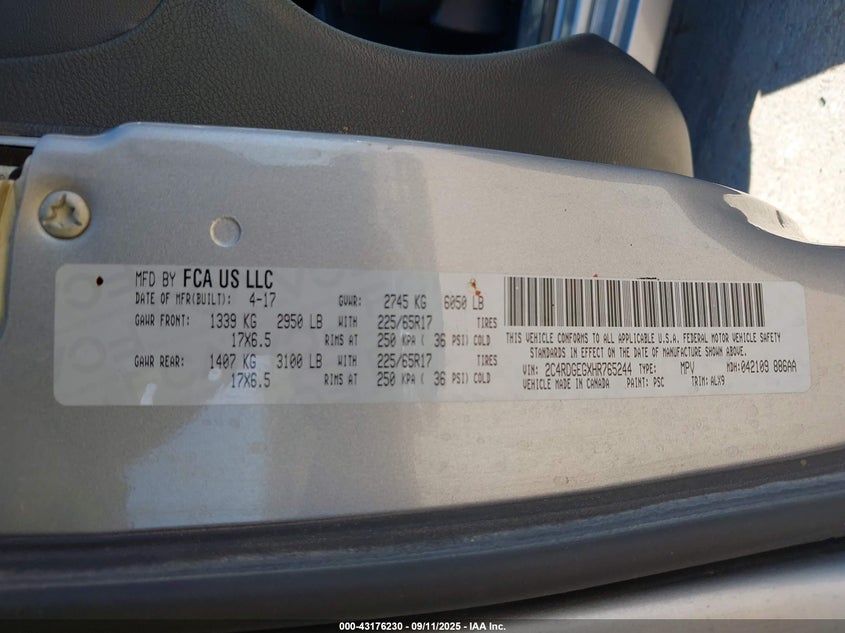 MFD BY FCA US LLC
DATE OF MFR(BUILT): 4-17 GVWR: 2745 KG 6050 LB
GAWR FRONT: 1339 KG 2950 LB WITH 225/65R17 TIRES
17X6.5 RIMS AT 250 KPA ( 36 PSI) COLD
GAWR REAR: 1407 KG 3100 LB WITH 225/65R17 TIRES
17X6.5 RIMS AT 250 KPA ( 36 PSI) COLD
THIS VEHICLE CONFORMS TO ALL APPLICABLE U.S.A. FEDERAL MOTOR VEHICLE SAFETY
STANDARDS IN EFFECT ON THE DATE OF MANUFACTURE SHOWN ABOVE.
VIN: 2C4RDGEGXHR765244 TYPE: MPV MDH:042109 886AA
VEHICLE MADE IN CANADA PAINT: PSC TRIM: ALX9
000-43176230 - 09/11/2025 - IAA Inc.